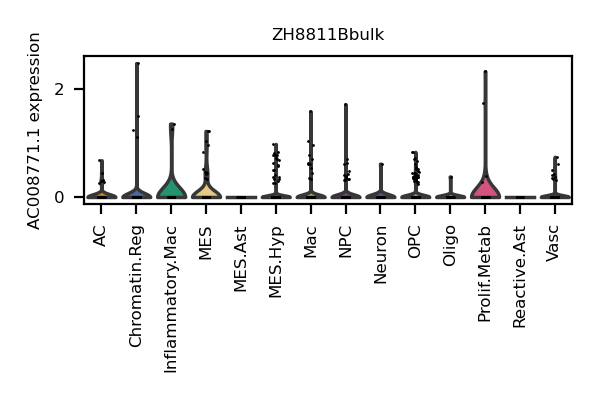 ZH8811Bbulk
AC008771.1 expression
2
0
AC
Chromatin.Reg
Inflammatory.Mac
MES
MES.Ast
MES.Hyp
Mac
NPC
Neuron
OPC
Oligo
Prolif.Metab
Reactive.Ast
Vasc